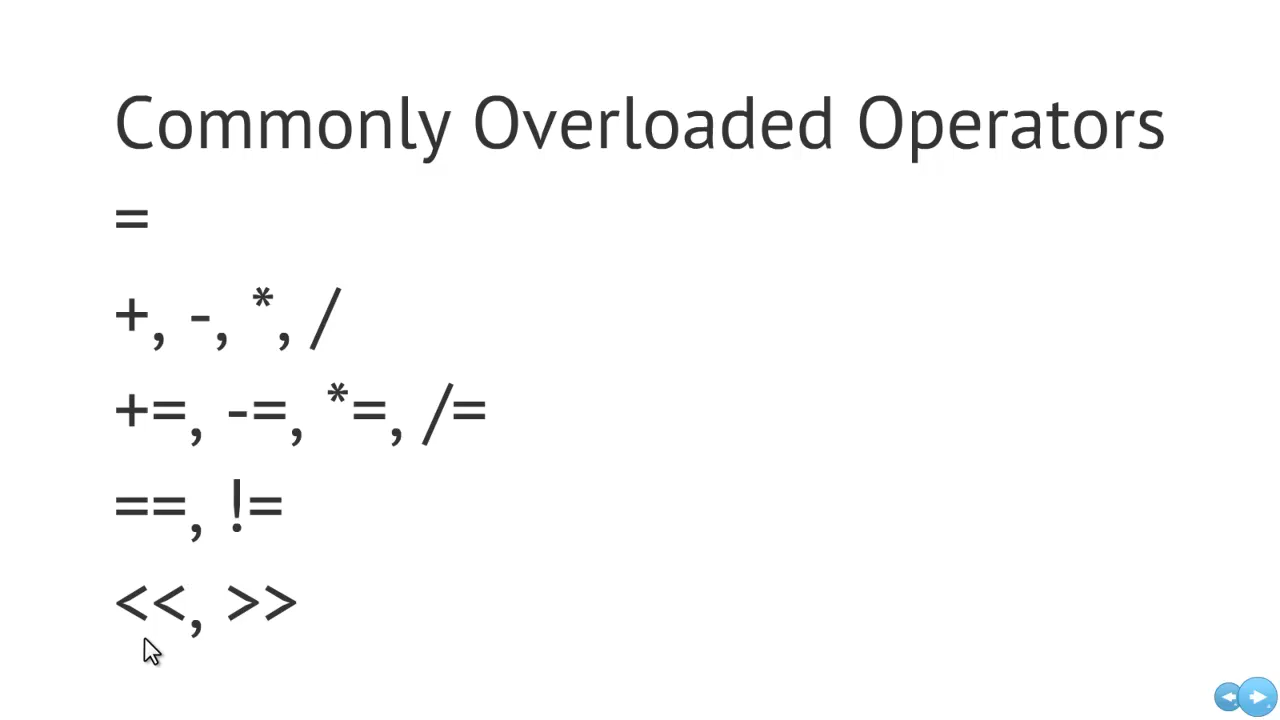 Commonly Overloaded Operators
=
+, -, *, /
+=, -=, *=, /=
==, !=
<<, >>